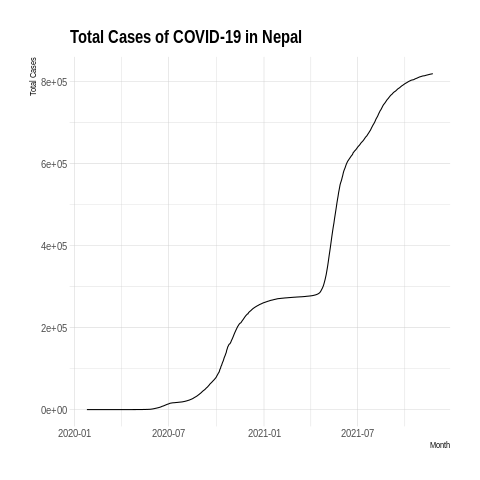 Total Cases of COVID-19 in Nepal
Total Cases
8e+05
6e+05
4e+05
2e+05
0e+00
2020-01 2020-07 2021-01 2021-07
Month